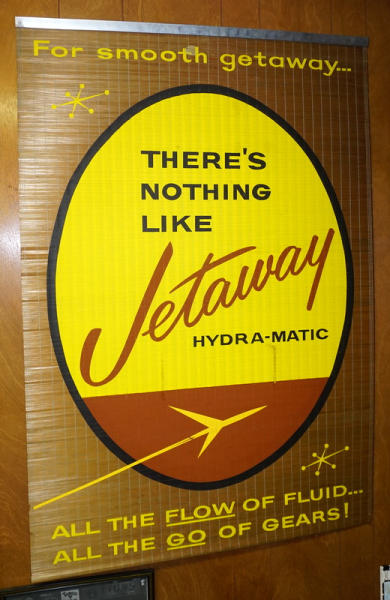 For smooth getaway...
THERE'S
NOTHING
LIKE
Jetaway
HYDRA-MATIC
ALL THE FLOW OF FLUID...
ALL THE GO OF GEARS!